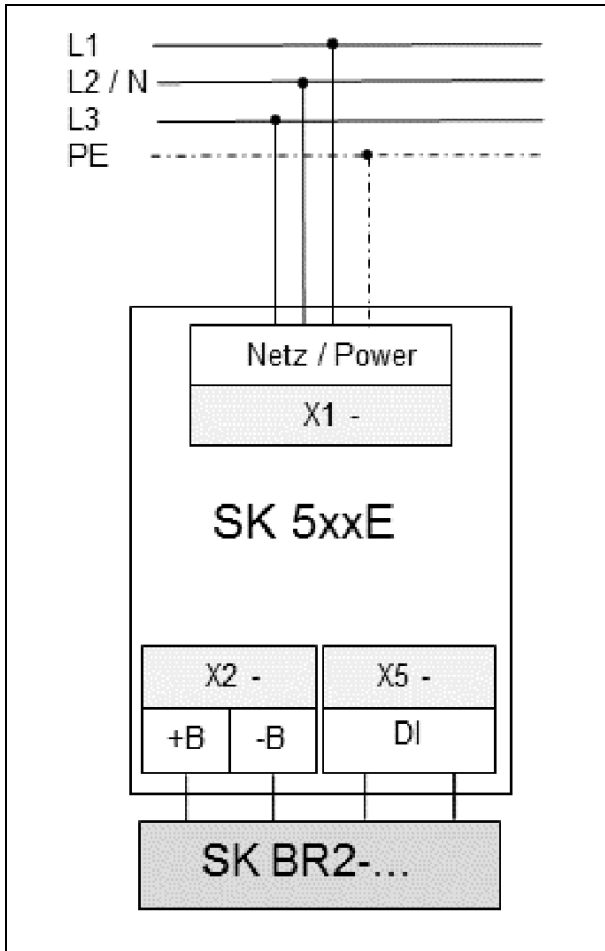 L1
L2 / N
L3
PE
Netz / Power
X1 -
SK 5xxE
X2 -
X5 -
+B
-B
DI
SK BR2-...